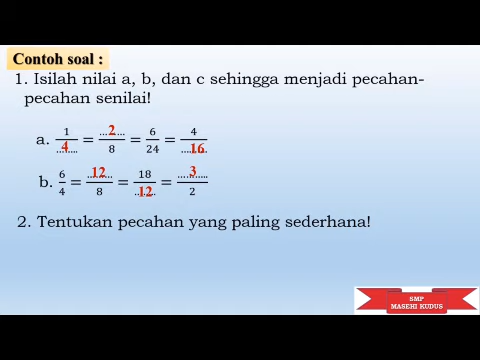 Contoh soal :
1. Isilah nilai a, b, dan c sehingga menjadi pecahan-
pecahan senilai!
a. 1/4 = 2/8 = 6/24 = 4/16
b. 6/4 = 12/8 = 18/12 = 3/2
2. Tentukan pecahan yang paling sederhana!
SMP
MASEHI KUDUS